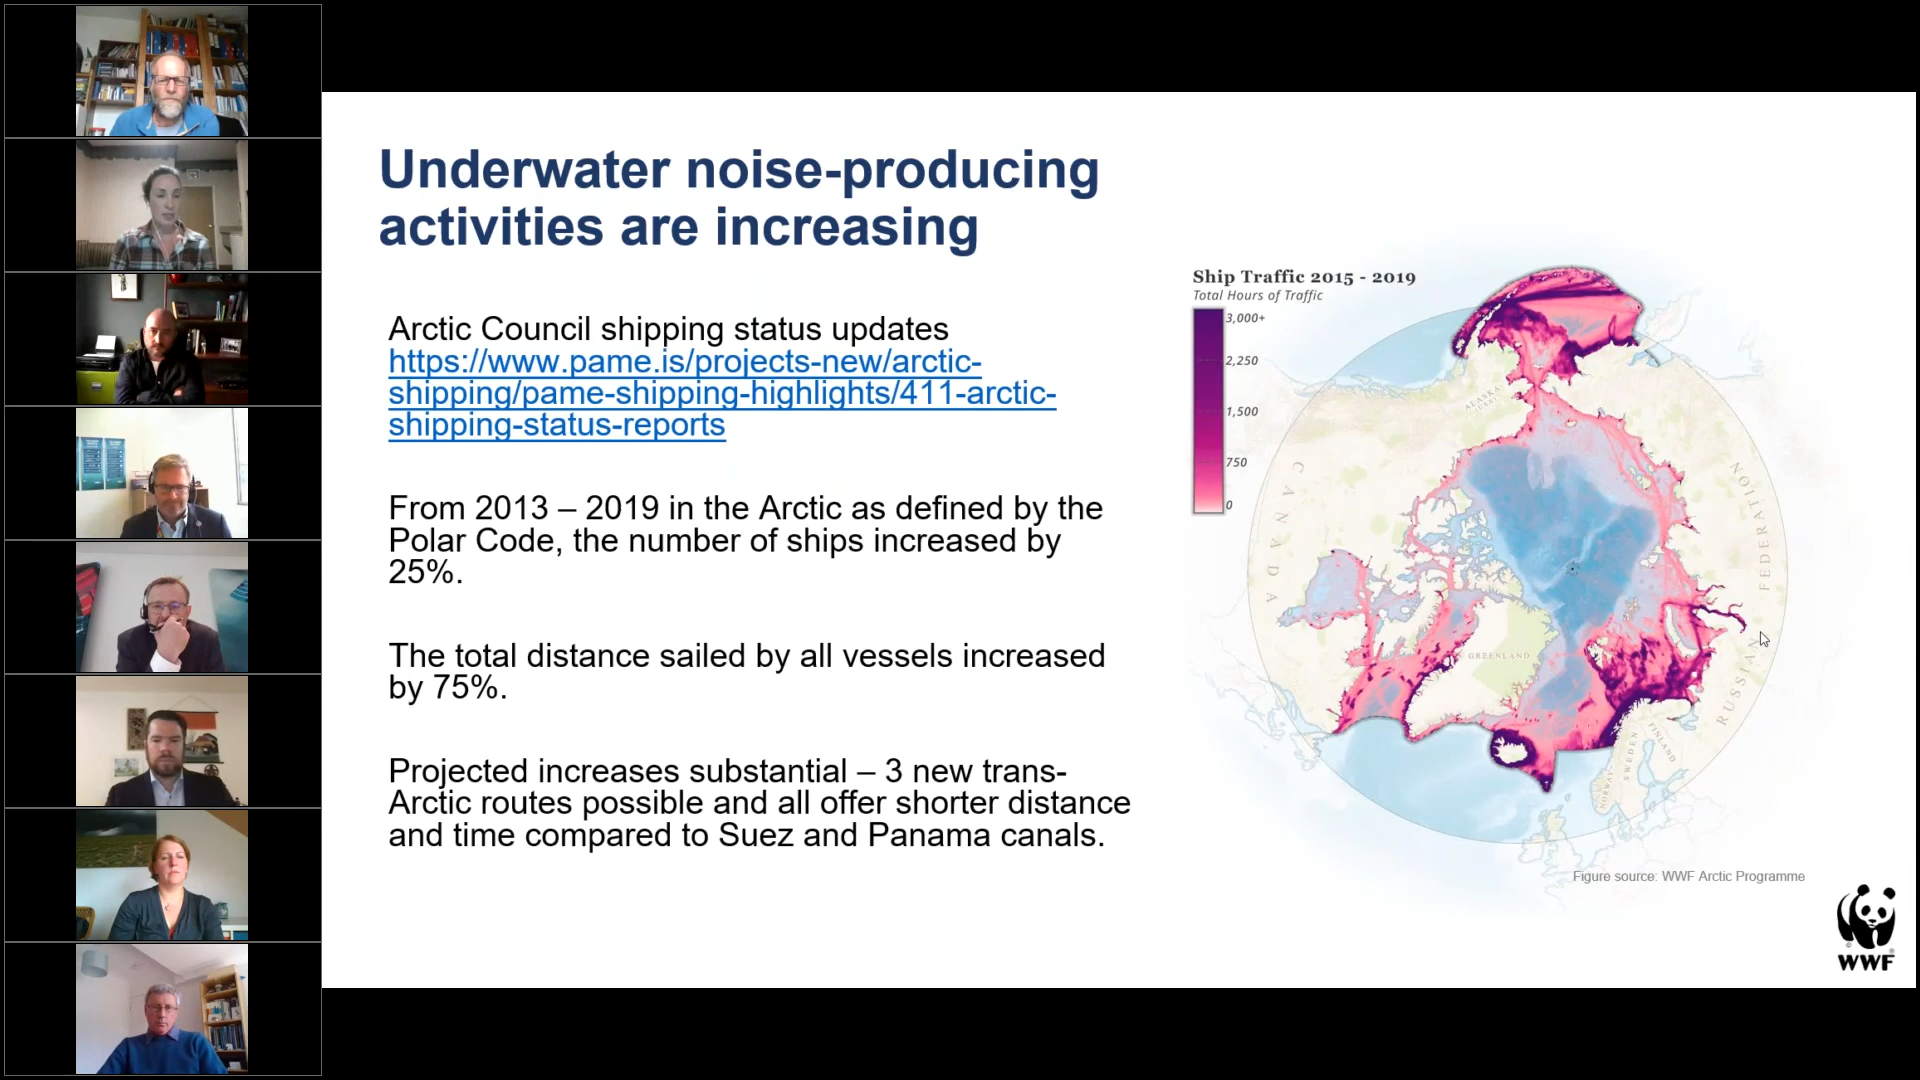 Underwater noise-producing
activities are increasing
Arctic Council shipping status updates
https://www.pame.is/projects-new/arctic-
shipping/pame-shipping-highlights/411-arctic-
shipping-status-reports
From 2013 – 2019 in the Arctic as defined by the
Polar Code, the number of ships increased by
25%.
The total distance sailed by all vessels increased
by 75%.
Projected increases substantial – 3 new trans-
Arctic routes possible and all offer shorter distance
and time compared to Suez and Panama canals.
Ship Traffic 2015 - 2019
Total Hours of Traffic
3,000+
2,250
1,500
750
0
ALASKA
CANADA
GREENLAND
RUSSIAN FEDERATION
NORWAY
SWEDEN
FINLAND
Figure source: WWF Arctic Programme
WWF